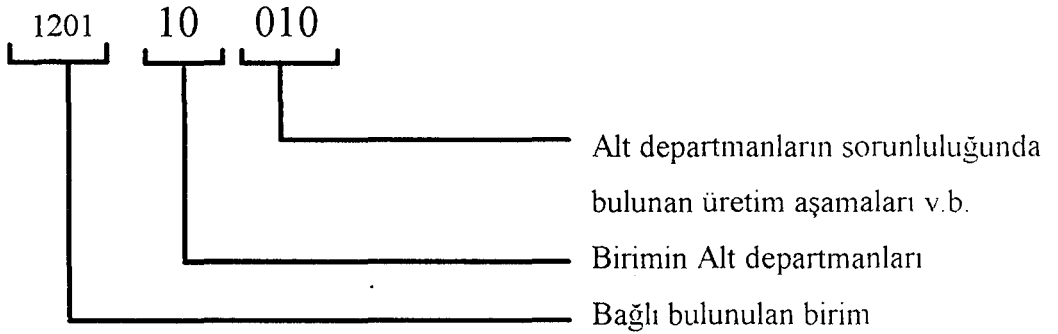 1201 10 010
Alt departmanların sorunluluğunda
bulunan üretim aşamaları v.b.
Birimin Alt departmanları
Bağlı bulunulan birim